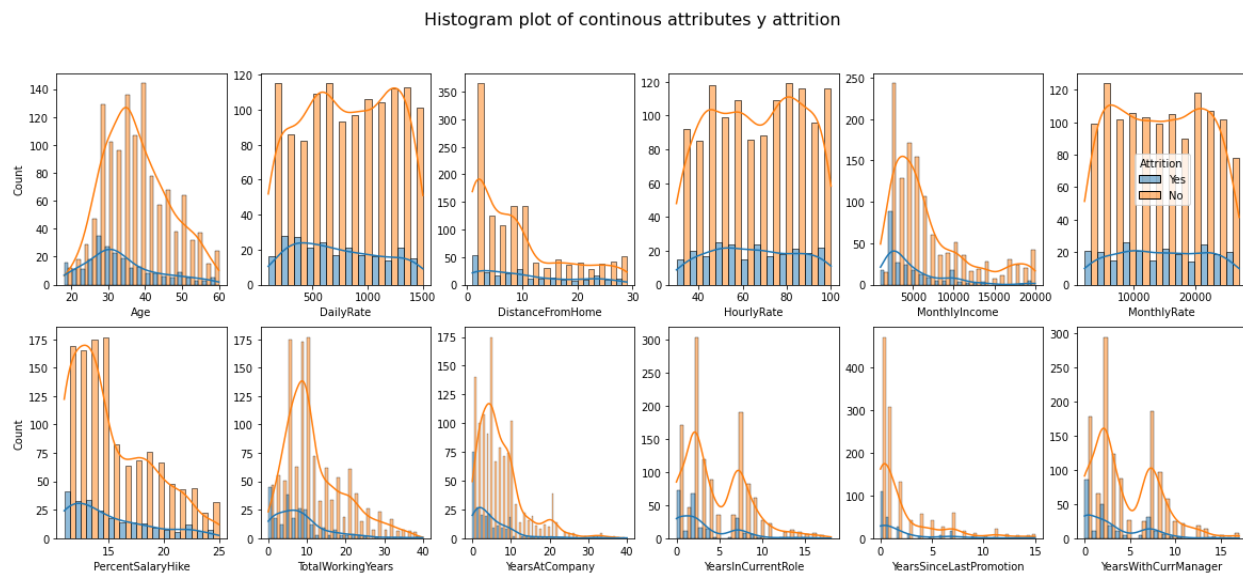 Histogram plot of continous attributes y attrition
Count
0 20 40 60 80 100 120 140
20 30 40 50 60
Age
0 20 40 60 80 100 120
500 1000 1500
DailyRate
0 50 100 150 200 250 300 350
0 10 20 30
DistanceFromHome
0 20 40 60 80 100 120
40 60 80 100
HourlyRate
0 50 100 150 200 250
5000 10000 15000 20000
MonthlyIncome
0 20 40 60 80 100 120
10000 20000
MonthlyRate
Attrition
Yes
No
Count
0 25 50 75 100 125 150 175
15 20 25
PercentSalaryHike
0 25 50 75 100 125 150 175
0 10 20 30 40
TotalWorkingYears
0 25 50 75 100 125 150 175
0 10 20 30 40
YearsAtCompany
0 50 100 150 200 250 300
0 5 10 15
YearsInCurrentRole
0 100 200 300 400
0 5 10 15
YearsSinceLastPromotion
0 50 100 150 200 250 300
0 5 10 15
YearsWithCurrManager